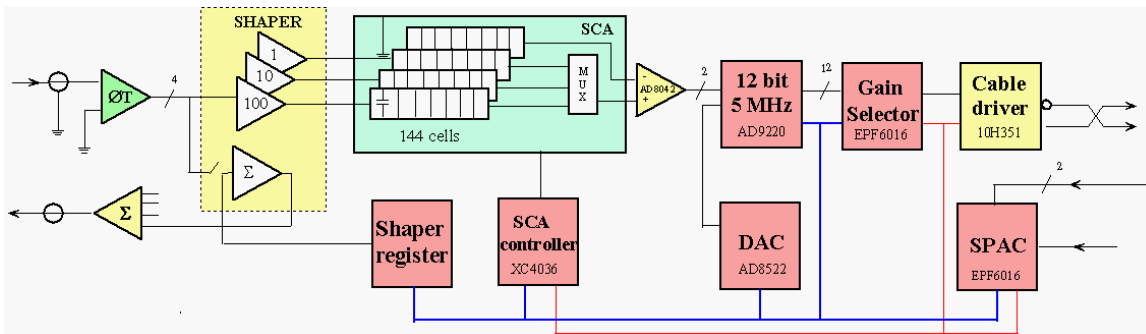 SHAPER
SCA
1
10
100
ØT
4
M
U
X
144 cells
-
AD8042
+
2
12 bit
5 MHz
AD9220
12
Gain
Selector
EPF6016
Cable
driver
10H351
Σ
Σ
2
Shaper
register
SCA
controller
XC4036
DAC
AD8522
SPAC
EPF6016